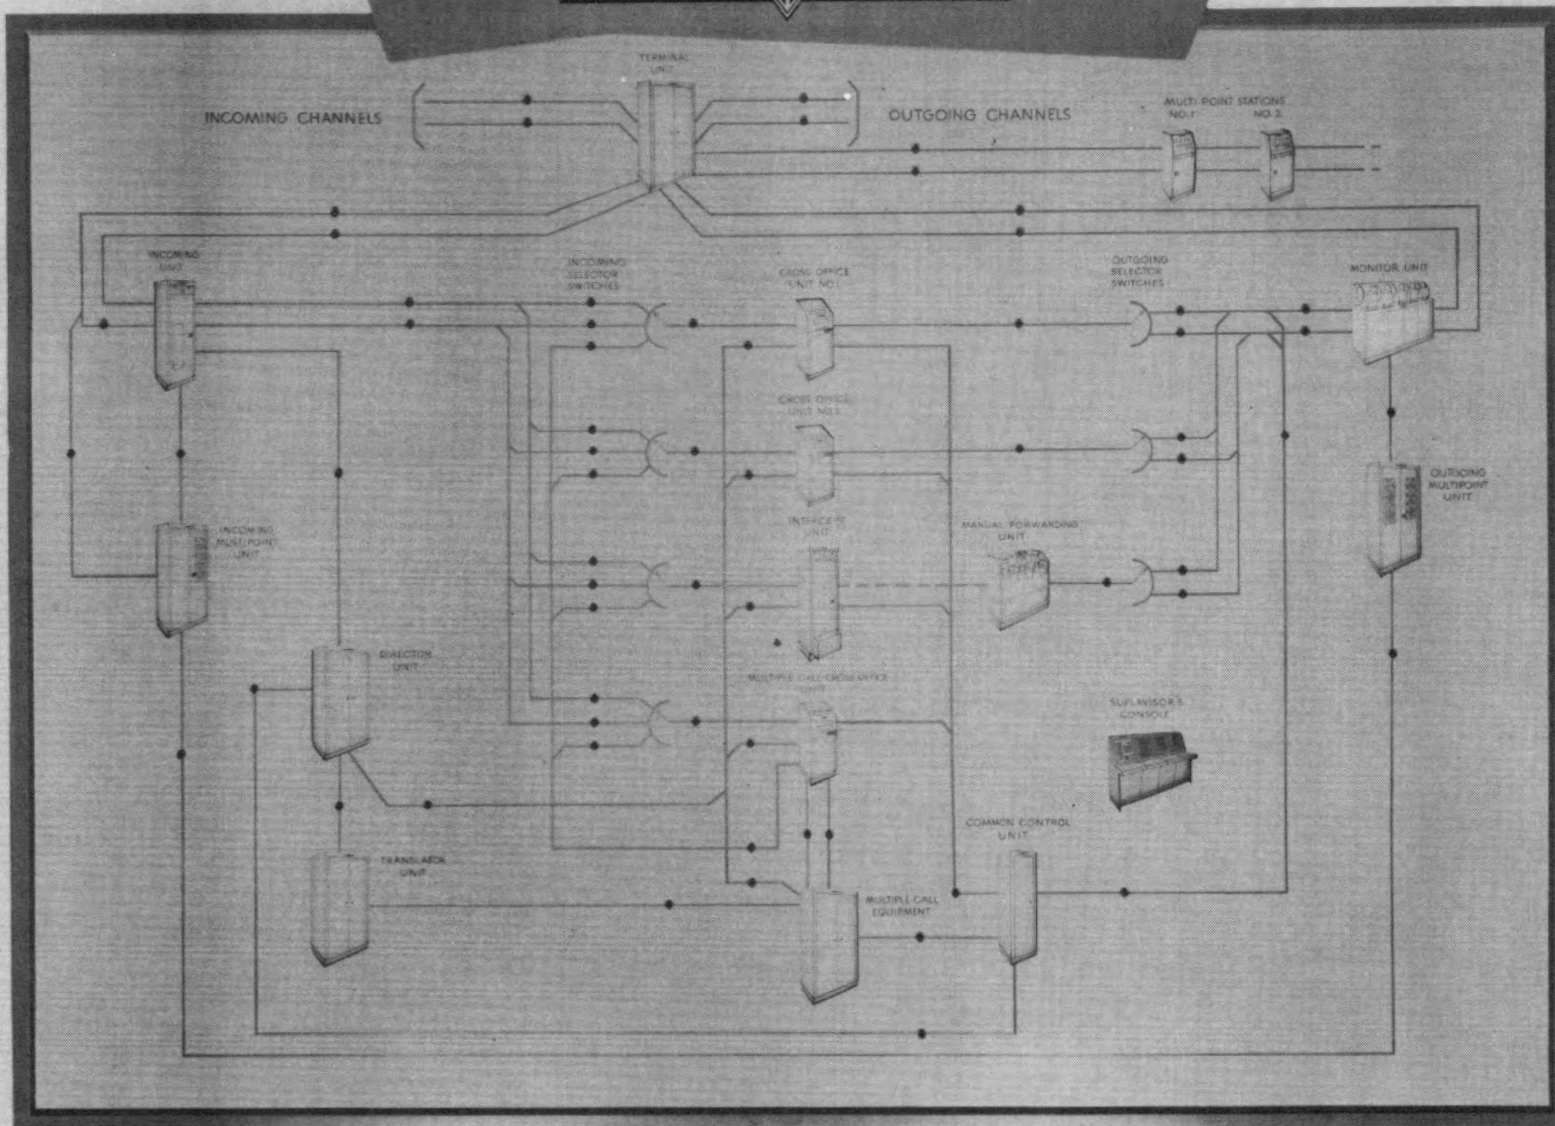 TERMINAL
UNIT
INCOMING CHANNELS
OUTGOING CHANNELS
MULTI POINT STATIONS
NO.1 NO.2
INCOMING
UNIT
INCOMING
SELECTOR
SWITCHES
CROSS OFFICE
UNIT NO.1
OUTGOING
SELECTOR
SWITCHES
MONITOR UNIT
CROSS OFFICE
UNIT NO.2
OUTGOING
MULTIPOINT
UNIT
INCOMING
MULTIPOINT
UNIT
INTERCEPT
UNIT
MANUAL FORWARDING
UNIT
DIRECTOR
UNIT
MULTIPLE CALL CROSS OFFICE
UNIT
SUPERVISOR'S
CONSOLE
COMMON CONTROL
UNIT
TRANSLATOR
UNIT
MULTIPLE CALL
EQUIPMENT